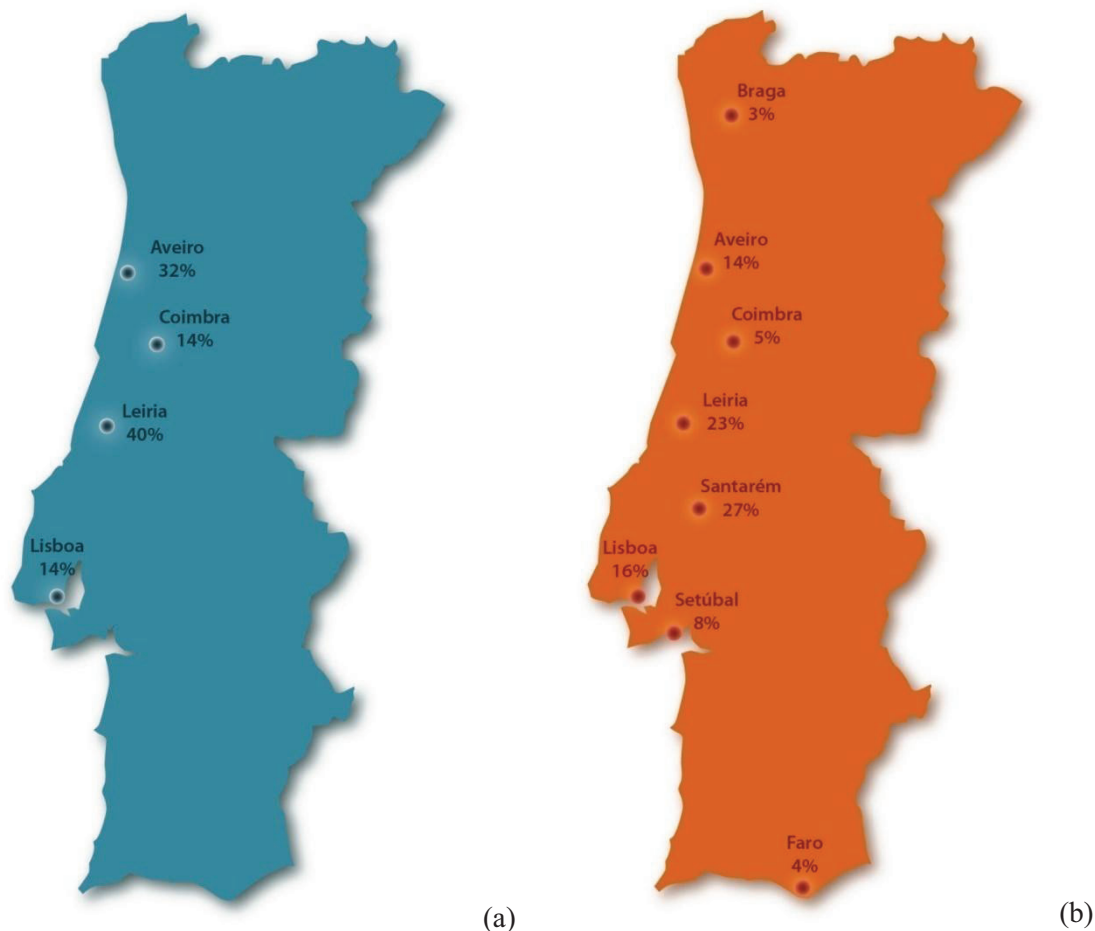 Aveiro
32%
Coimbra
14%
Leiria
40%
Lisboa
14%
(a)
Braga
3%
Aveiro
14%
Coimbra
5%
Leiria
23%
Santarém
27%
Lisboa
16%
Setúbal
8%
Faro
4%
(b)